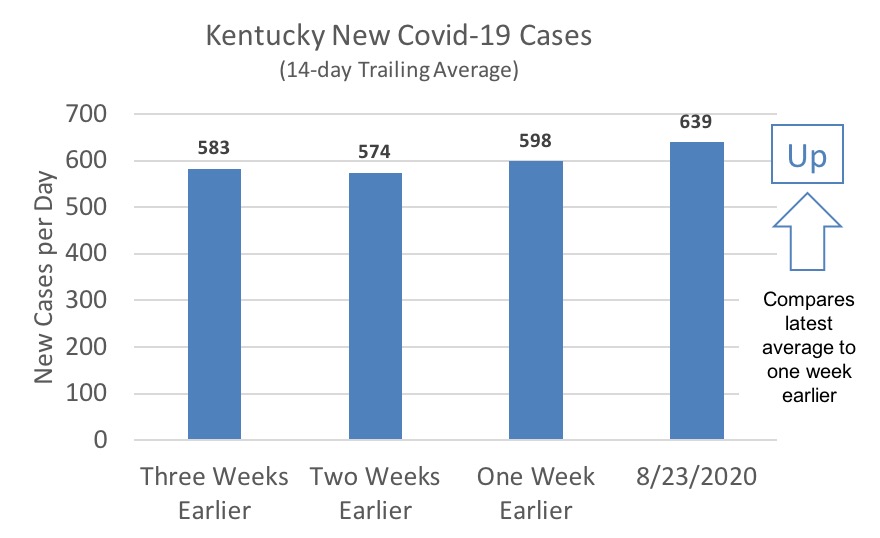 Kentucky New Covid-19 Cases
(14-day Trailing Average)
New Cases per Day
700
600
500
400
300
200
100
0
583
574
598
639
Three Weeks
Earlier
Two Weeks
Earlier
One Week
Earlier
8/23/2020
Up
Compares
latest
average to
one week
earlier